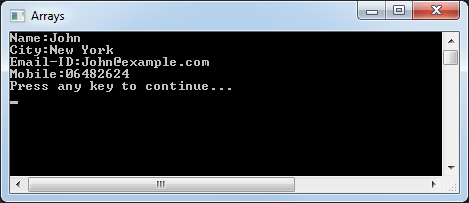 Arrays
Name:John
City:New York
Email-ID:John@example.com
Mobile:06482624
Press any key to continue...